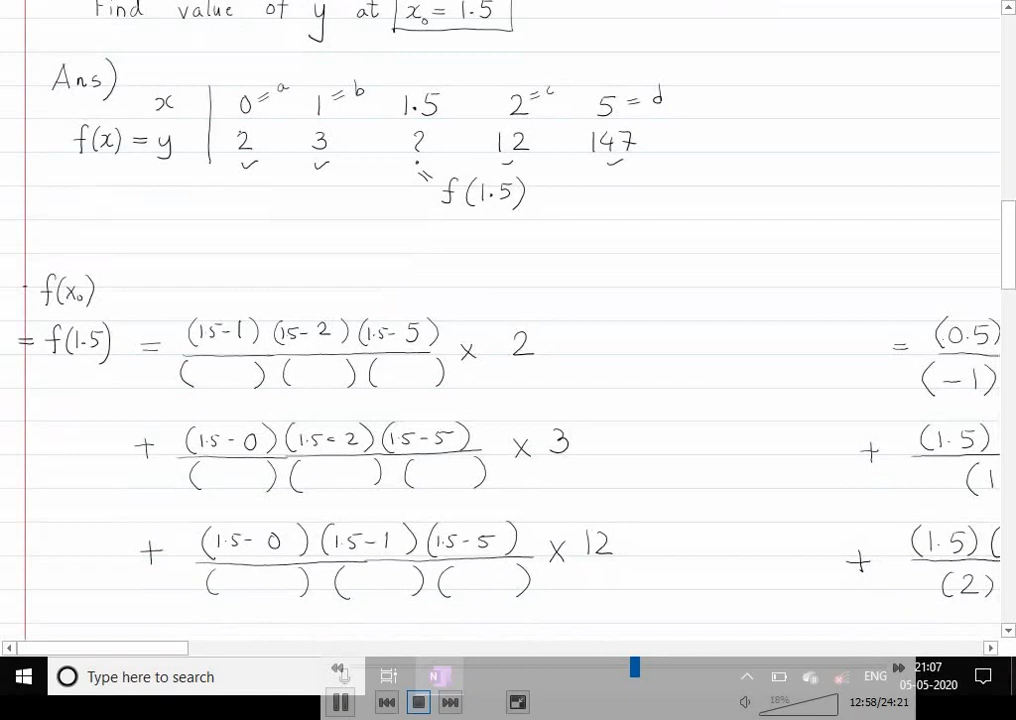 Find value of y at x₀ = 1.5
Ans)
x | 0 = a 1 = b 1.5 2 = c 5 = d
f(x) = y | 2 3 ? 12 147
= f(1.5)
f(x₀)
= f(1.5) = (1.5-1) (1.5-2) (1.5-5) / ( ) ( ) ( ) × 2 = (0.5) / (-1)
+ (1.5-0) (1.5-2) (1.5-5) / ( ) ( ) ( ) × 3 + (1.5) / (1
+ (1.5-0) (1.5-1) (1.5-5) / ( ) ( ) ( ) × 12 + (1.5) ( / (2)
Type here to search
N
ENG
21:07
05-05-2020
18%
12:58/24:21